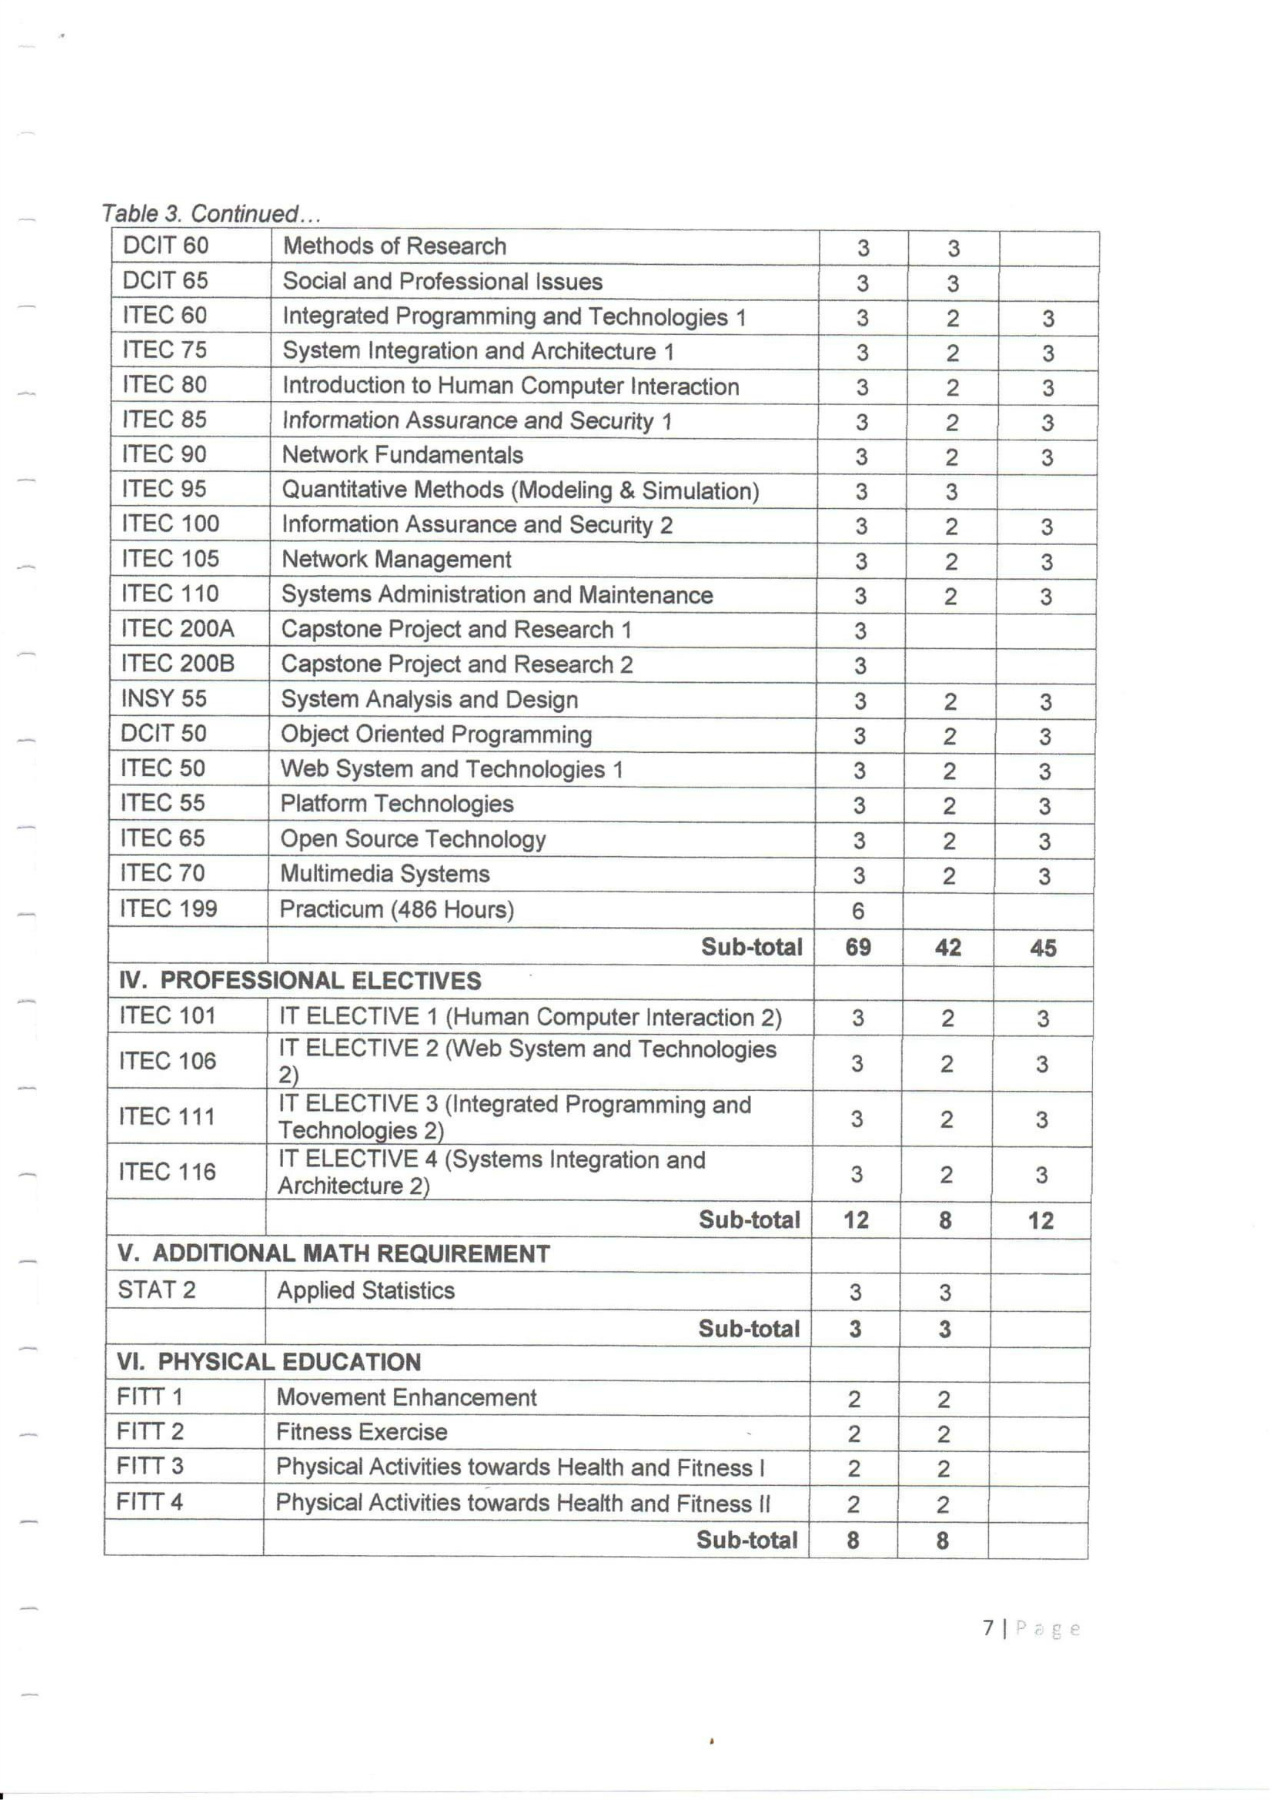 Table 3. Continued...
DCIT 60 Methods of Research 3 3
DCIT 65 Social and Professional Issues 3 3
ITEC 60 Integrated Programming and Technologies 1 3 2 3
ITEC 75 System Integration and Architecture 1 3 2 3
ITEC 80 Introduction to Human Computer Interaction 3 2 3
ITEC 85 Information Assurance and Security 1 3 2 3
ITEC 90 Network Fundamentals 3 2 3
ITEC 95 Quantitative Methods (Modeling & Simulation) 3 3
ITEC 100 Information Assurance and Security 2 3 2 3
ITEC 105 Network Management 3 2 3
ITEC 110 Systems Administration and Maintenance 3 2 3
ITEC 200A Capstone Project and Research 1 3
ITEC 200B Capstone Project and Research 2 3
INSY 55 System Analysis and Design 3 2 3
DCIT 50 Object Oriented Programming 3 2 3
ITEC 50 Web System and Technologies 1 3 2 3
ITEC 55 Platform Technologies 3 2 3
ITEC 65 Open Source Technology 3 2 3
ITEC 70 Multimedia Systems 3 2 3
ITEC 199 Practicum (486 Hours) 6
Sub-total 69 42 45
IV. PROFESSIONAL ELECTIVES
ITEC 101 IT ELECTIVE 1 (Human Computer Interaction 2) 3 2 3
ITEC 106 IT ELECTIVE 2 (Web System and Technologies
2) 3 2 3
ITEC 111 IT ELECTIVE 3 (Integrated Programming and
Technologies 2) 3 2 3
ITEC 116 IT ELECTIVE 4 (Systems Integration and
Architecture 2) 3 2 3
Sub-total 12 8 12
V. ADDITIONAL MATH REQUIREMENT
STAT 2 Applied Statistics 3 3
Sub-total 3 3
VI. PHYSICAL EDUCATION
FITT 1 Movement Enhancement 2 2
FITT 2 Fitness Exercise 2 2
FITT 3 Physical Activities towards Health and Fitness I 2 2
FITT 4 Physical Activities towards Health and Fitness II 2 2
Sub-total 8 8
7 | Page